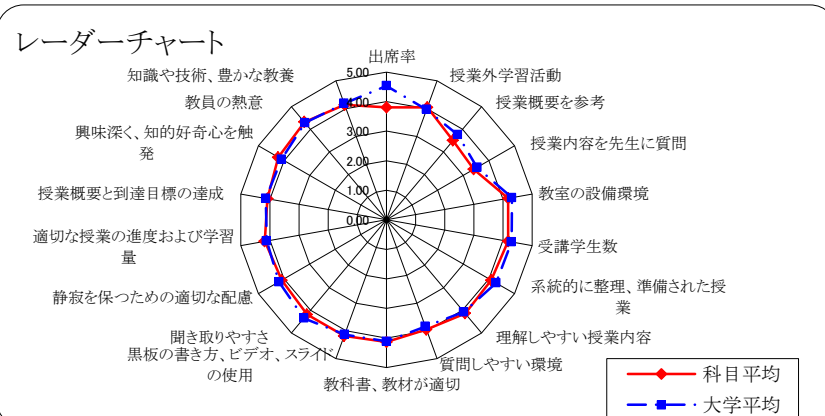 レーダーチャート
出席率
授業外学習活動
授業概要を参考
授業内容を先生に質問
教室の設備環境
受講学生数
系統的に整理、準備された授
業
理解しやすい授業内容
質問しやすい環境
教科書、教材が適切
黒板の書き方、ビデオ、スライド
の使用
聞き取りやすさ
静寂を保つための適切な配慮
適切な授業の進度および学習
量
授業概要と到達目標の達成
興味深く、知的好奇心を触
発
教員の熱意
知識や技術、豊かな教養
5.00
4.00
3.00
2.00
1.00
0.00
科目平均
大学平均